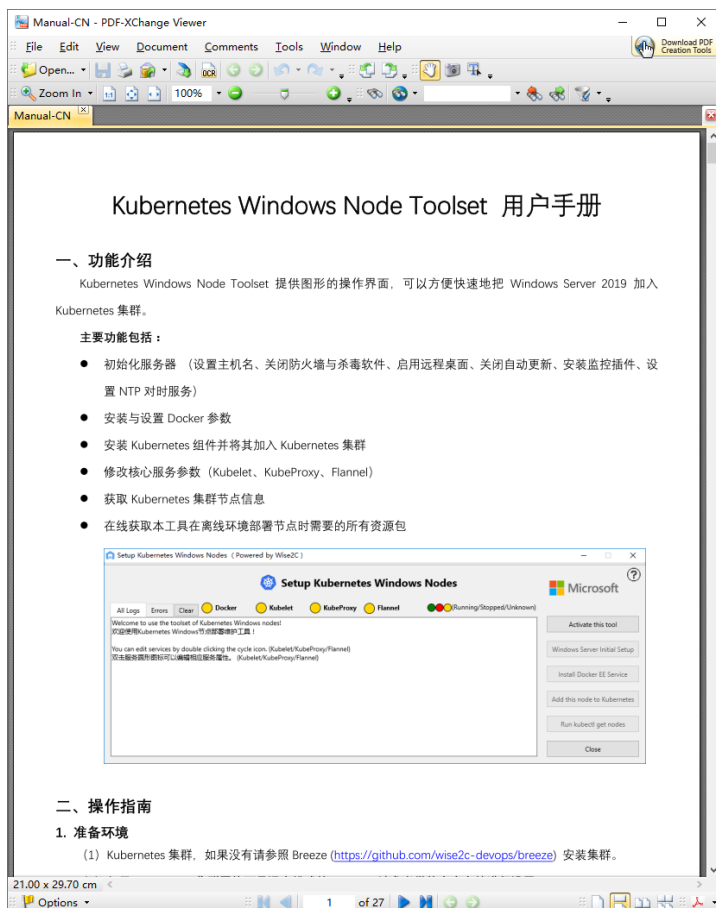 Manual-CN - PDF-XChange Viewer
File Edit View Document Comments Tools Window Help
Download PDF
Creation Tools
Open...
OCR
Zoom In 1:1 100%
Manual-CN
Kubernetes Windows Node Toolset 用户手册
一、功能介绍
Kubernetes Windows Node Toolset 提供图形的操作界面，可以方便快速地把 Windows Server 2019 加入
Kubernetes 集群。
主要功能包括：
● 初始化服务器 （设置主机名、关闭防火墙与杀毒软件、启用远程桌面、关闭自动更新、安装监控插件、设
置 NTP 对时服务）
● 安装与设置 Docker 参数
● 安装 Kubernetes 组件并将其加入 Kubernetes 集群
● 修改核心服务参数（Kubelet、KubeProxy、Flannel）
● 获取 Kubernetes 集群节点信息
● 在线获取本工具在离线环境部署节点时需要的所有资源包
Setup Kubernetes Windows Nodes （Powered by Wise2C）
Setup Kubernetes Windows Nodes
Microsoft
?
All Logs Errors Clear Docker Kubelet KubeProxy Flannel (Running/Stopped/Unknown)
Welcome to use the toolset of Kubernetes Windows nodes!
欢迎使用Kubernetes Windows节点部署维护工具！
You can edit services by double clicking the cycle icon. (Kubelet/KubeProxy/Flannel)
双击服务圆形图标可以编辑相应服务属性。 (Kubelet/KubeProxy/Flannel)
Activate this tool
Windows Server Initial Setup
Install Docker EE Service
Add this node to Kubernetes
Run kubectl get nodes
Close
二、操作指南
1. 准备环境
（1）Kubernetes 集群，如果没有请参照 Breeze (https://github.com/wise2c-devops/breeze) 安装集群。
21.00 x 29.70 cm
Options 1 of 27